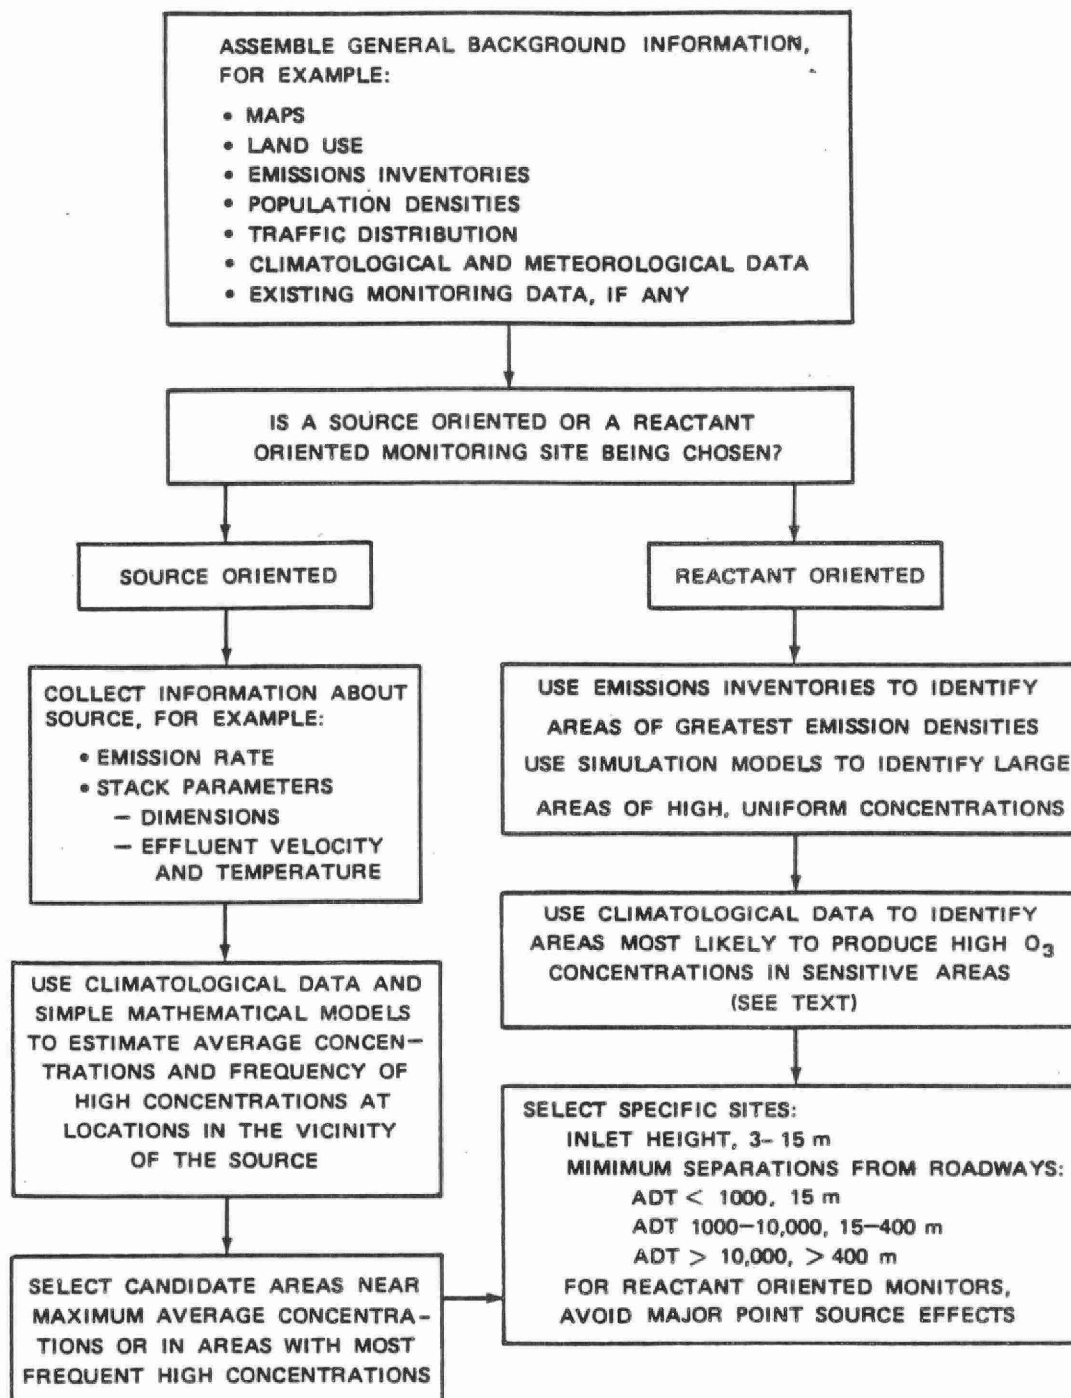 ASSEMBLE GENERAL BACKGROUND INFORMATION,
FOR EXAMPLE:
• MAPS
• LAND USE
• EMISSIONS INVENTORIES
• POPULATION DENSITIES
• TRAFFIC DISTRIBUTION
• CLIMATOLOGICAL AND METEOROLOGICAL DATA
• EXISTING MONITORING DATA, IF ANY
IS A SOURCE ORIENTED OR A REACTANT
ORIENTED MONITORING SITE BEING CHOSEN?
SOURCE ORIENTED
COLLECT INFORMATION ABOUT
SOURCE, FOR EXAMPLE:
• EMISSION RATE
• STACK PARAMETERS
– DIMENSIONS
– EFFLUENT VELOCITY
AND TEMPERATURE
USE CLIMATOLOGICAL DATA AND
SIMPLE MATHEMATICAL MODELS
TO ESTIMATE AVERAGE CONCEN–
TRATIONS AND FREQUENCY OF
HIGH CONCENTRATIONS AT
LOCATIONS IN THE VICINITY
OF THE SOURCE
SELECT CANDIDATE AREAS NEAR
MAXIMUM AVERAGE CONCENTRA–
TIONS OR IN AREAS WITH MOST
FREQUENT HIGH CONCENTRATIONS
REACTANT ORIENTED
USE EMISSIONS INVENTORIES TO IDENTIFY
AREAS OF GREATEST EMISSION DENSITIES
USE SIMULATION MODELS TO IDENTIFY LARGE
AREAS OF HIGH, UNIFORM CONCENTRATIONS
USE CLIMATOLOGICAL DATA TO IDENTIFY
AREAS MOST LIKELY TO PRODUCE HIGH O₃
CONCENTRATIONS IN SENSITIVE AREAS
(SEE TEXT)
SELECT SPECIFIC SITES:
INLET HEIGHT, 3–15 m
MIMIMUM SEPARATIONS FROM ROADWAYS:
ADT < 1000, 15 m
ADT 1000–10,000, 15–400 m
ADT > 10,000, > 400 m
FOR REACTANT ORIENTED MONITORS,
AVOID MAJOR POINT SOURCE EFFECTS